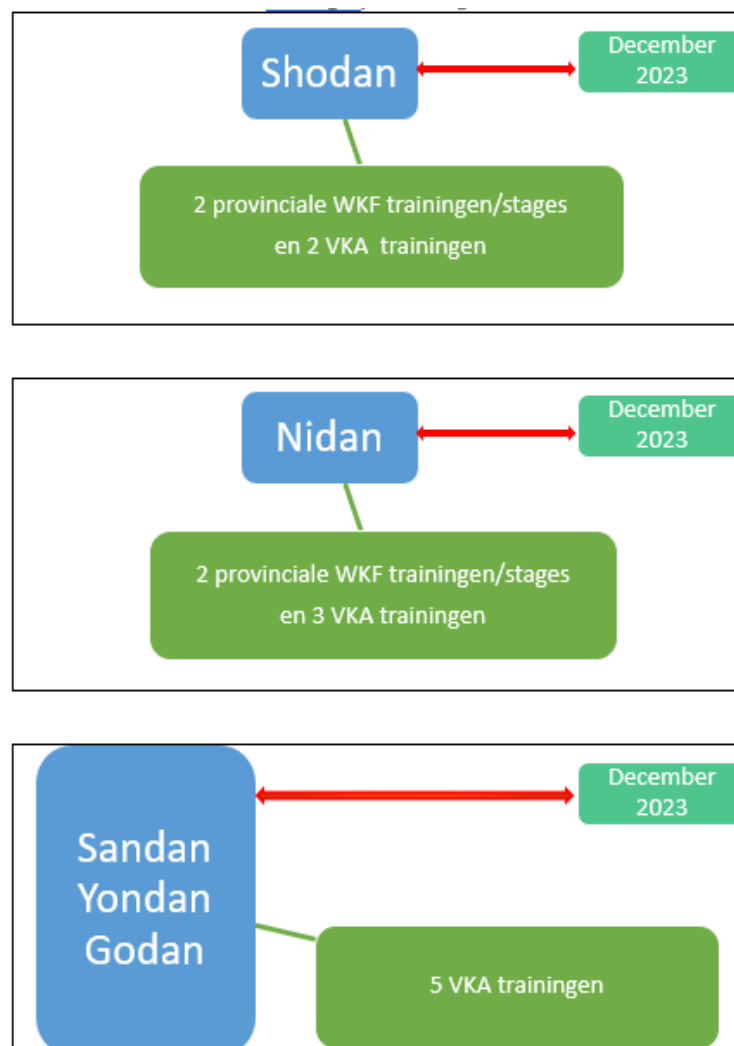 Shodan
December
2023
2 provinciale WKF trainingen/stages
en 2 VKA trainingen
Nidan
December
2023
2 provinciale WKF trainingen/stages
en 3 VKA trainingen
Sandan
Yondan
Godan
December
2023
5 VKA trainingen